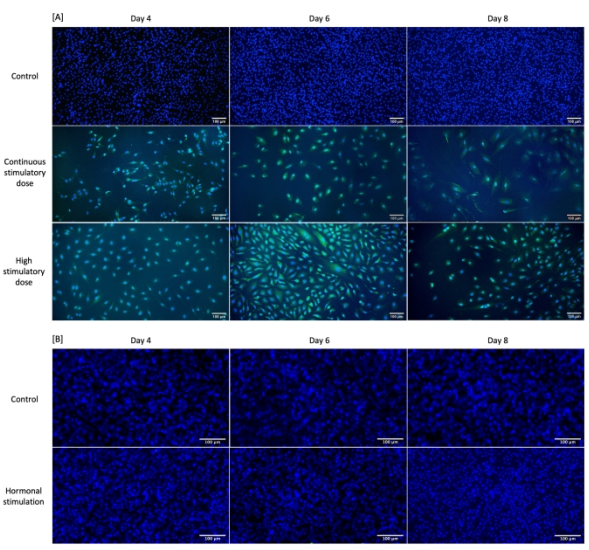 [A]
Day 4 Day 6 Day 8
Control
100 µm 100 µm 100 µm
Continuous
stimulatory
dose
100 µm 100 µm 100 µm
High
stimulatory
dose
100 µm 100 µm 100 µm
[B]
Day 4 Day 6 Day 8
Control
100 µm 100 µm 100 µm
Hormonal
stimulation
100 µm 100 µm 100 µm